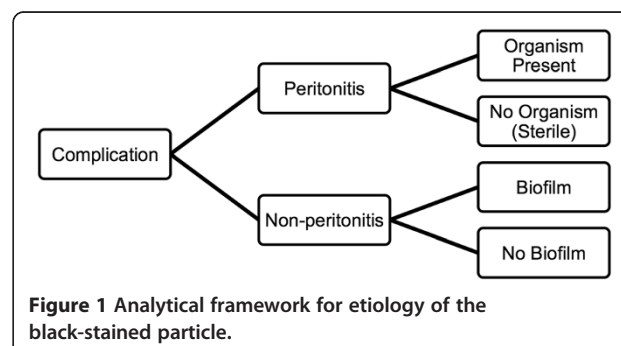 Organism
Present
Peritonitis
No Organism
(Sterile)
Complication
Biofilm
Non-peritonitis
No Biofilm
Figure 1 Analytical framework for etiology of the
black-stained particle.